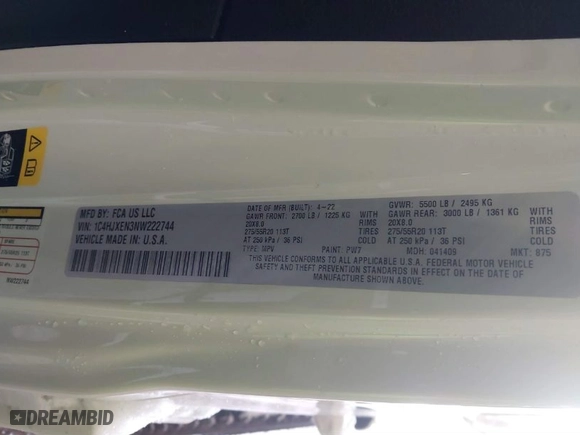 MFD BY: FCA US LLC
VIN: 1C4HJXEN3NW222744
VEHICLE MADE IN: U.S.A.
DATE OF MFR (BUILT): 4-22
GAWR FRONT: 2700 LB / 1225 KG WITH
20X8.0 RIMS
275/55R20 113T TIRES
AT 250 kPa / 36 PSI COLD
TYPE: MPV PAINT: PW7
GVWR: 5500 LB / 2495 KG
GAWR REAR: 3000 LB / 1361 KG WITH
20X8.0 RIMS
275/55R20 113T TIRES
AT 250 kPa / 36 PSI COLD
MDH: 041409 MKT: 875
THIS VEHICLE CONFORMS TO ALL APPLICABLE U.S.A. FEDERAL MOTOR VEHICLE
SAFETY AND THEFT PREVENTION STANDARDS IN EFFECT ON THE DATE OF
MANUFACTURE SHOWN ABOVE.
NW222744
DREAMBID